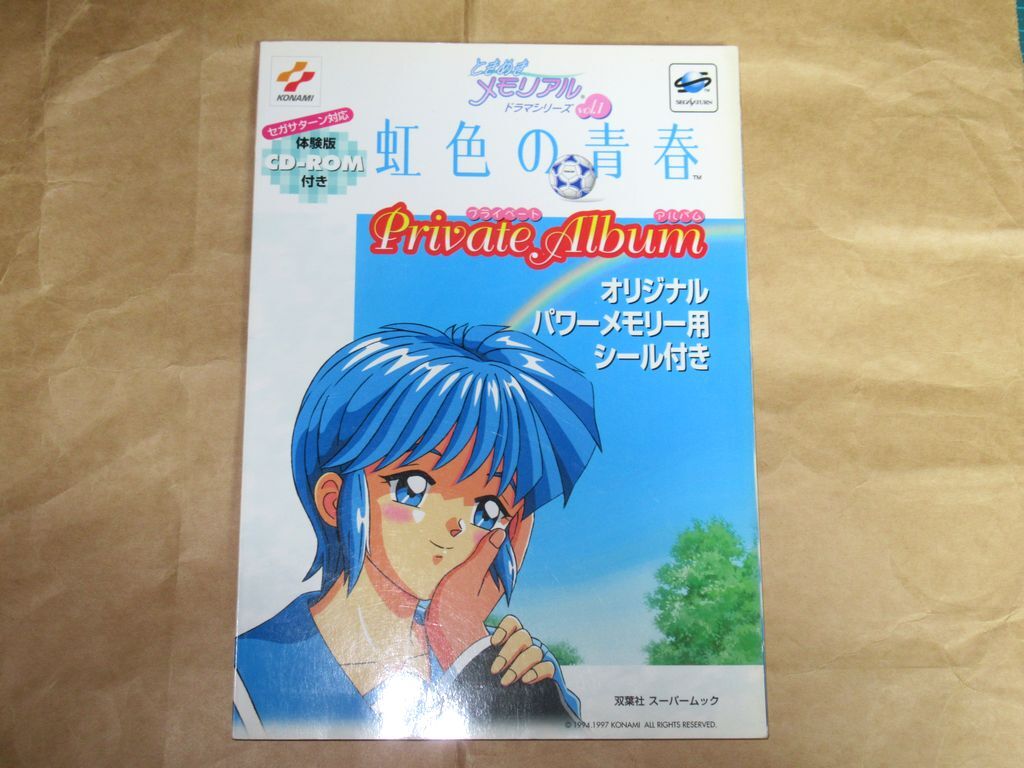 KONAMI
ときめき
メモリアル®
ドラマシリーズ vol.1
SEGA SATURN™
セガサターン対応
体験版
CD-ROM
付き
虹色の青春™
プライベート アルバム
Private Album
オリジナル
パワーメモリー用
シール付き
双葉社 スーパームック
© 1994 1997 KONAMI ALL RIGHTS RESERVED.